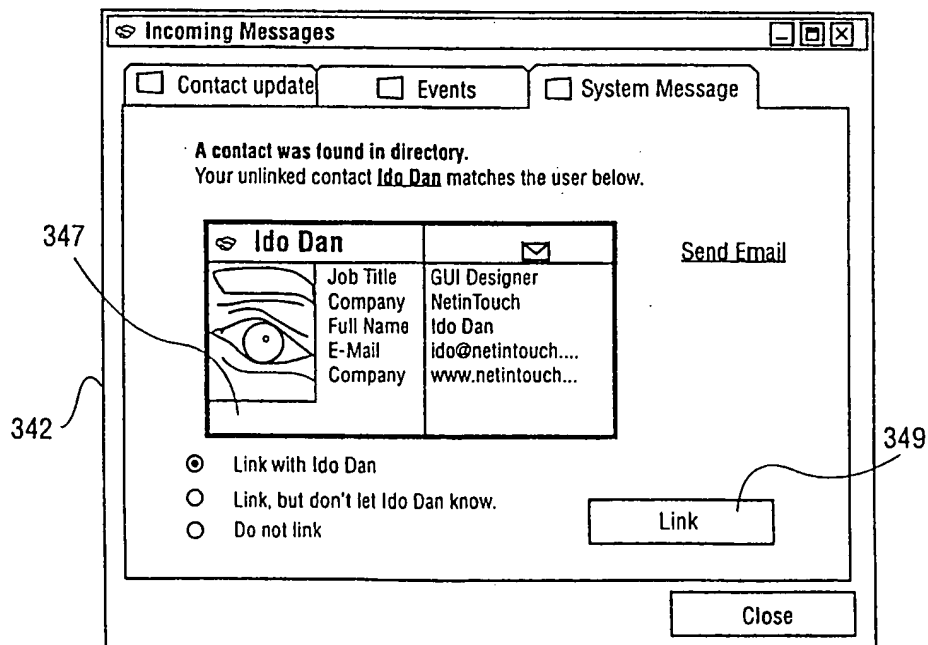 Incoming Messages
Contact update
Events
System Message
A contact was found in directory.
Your unlinked contact Ido Dan matches the user below.
347
Ido Dan
Send Email
Job Title GUI Designer
Company NetinTouch
Full Name Ido Dan
E-Mail ido@netintouch....
Company www.netintouch...
342
349
Link with Ido Dan
Link, but don't let Ido Dan know.
Do not link
Link
Close